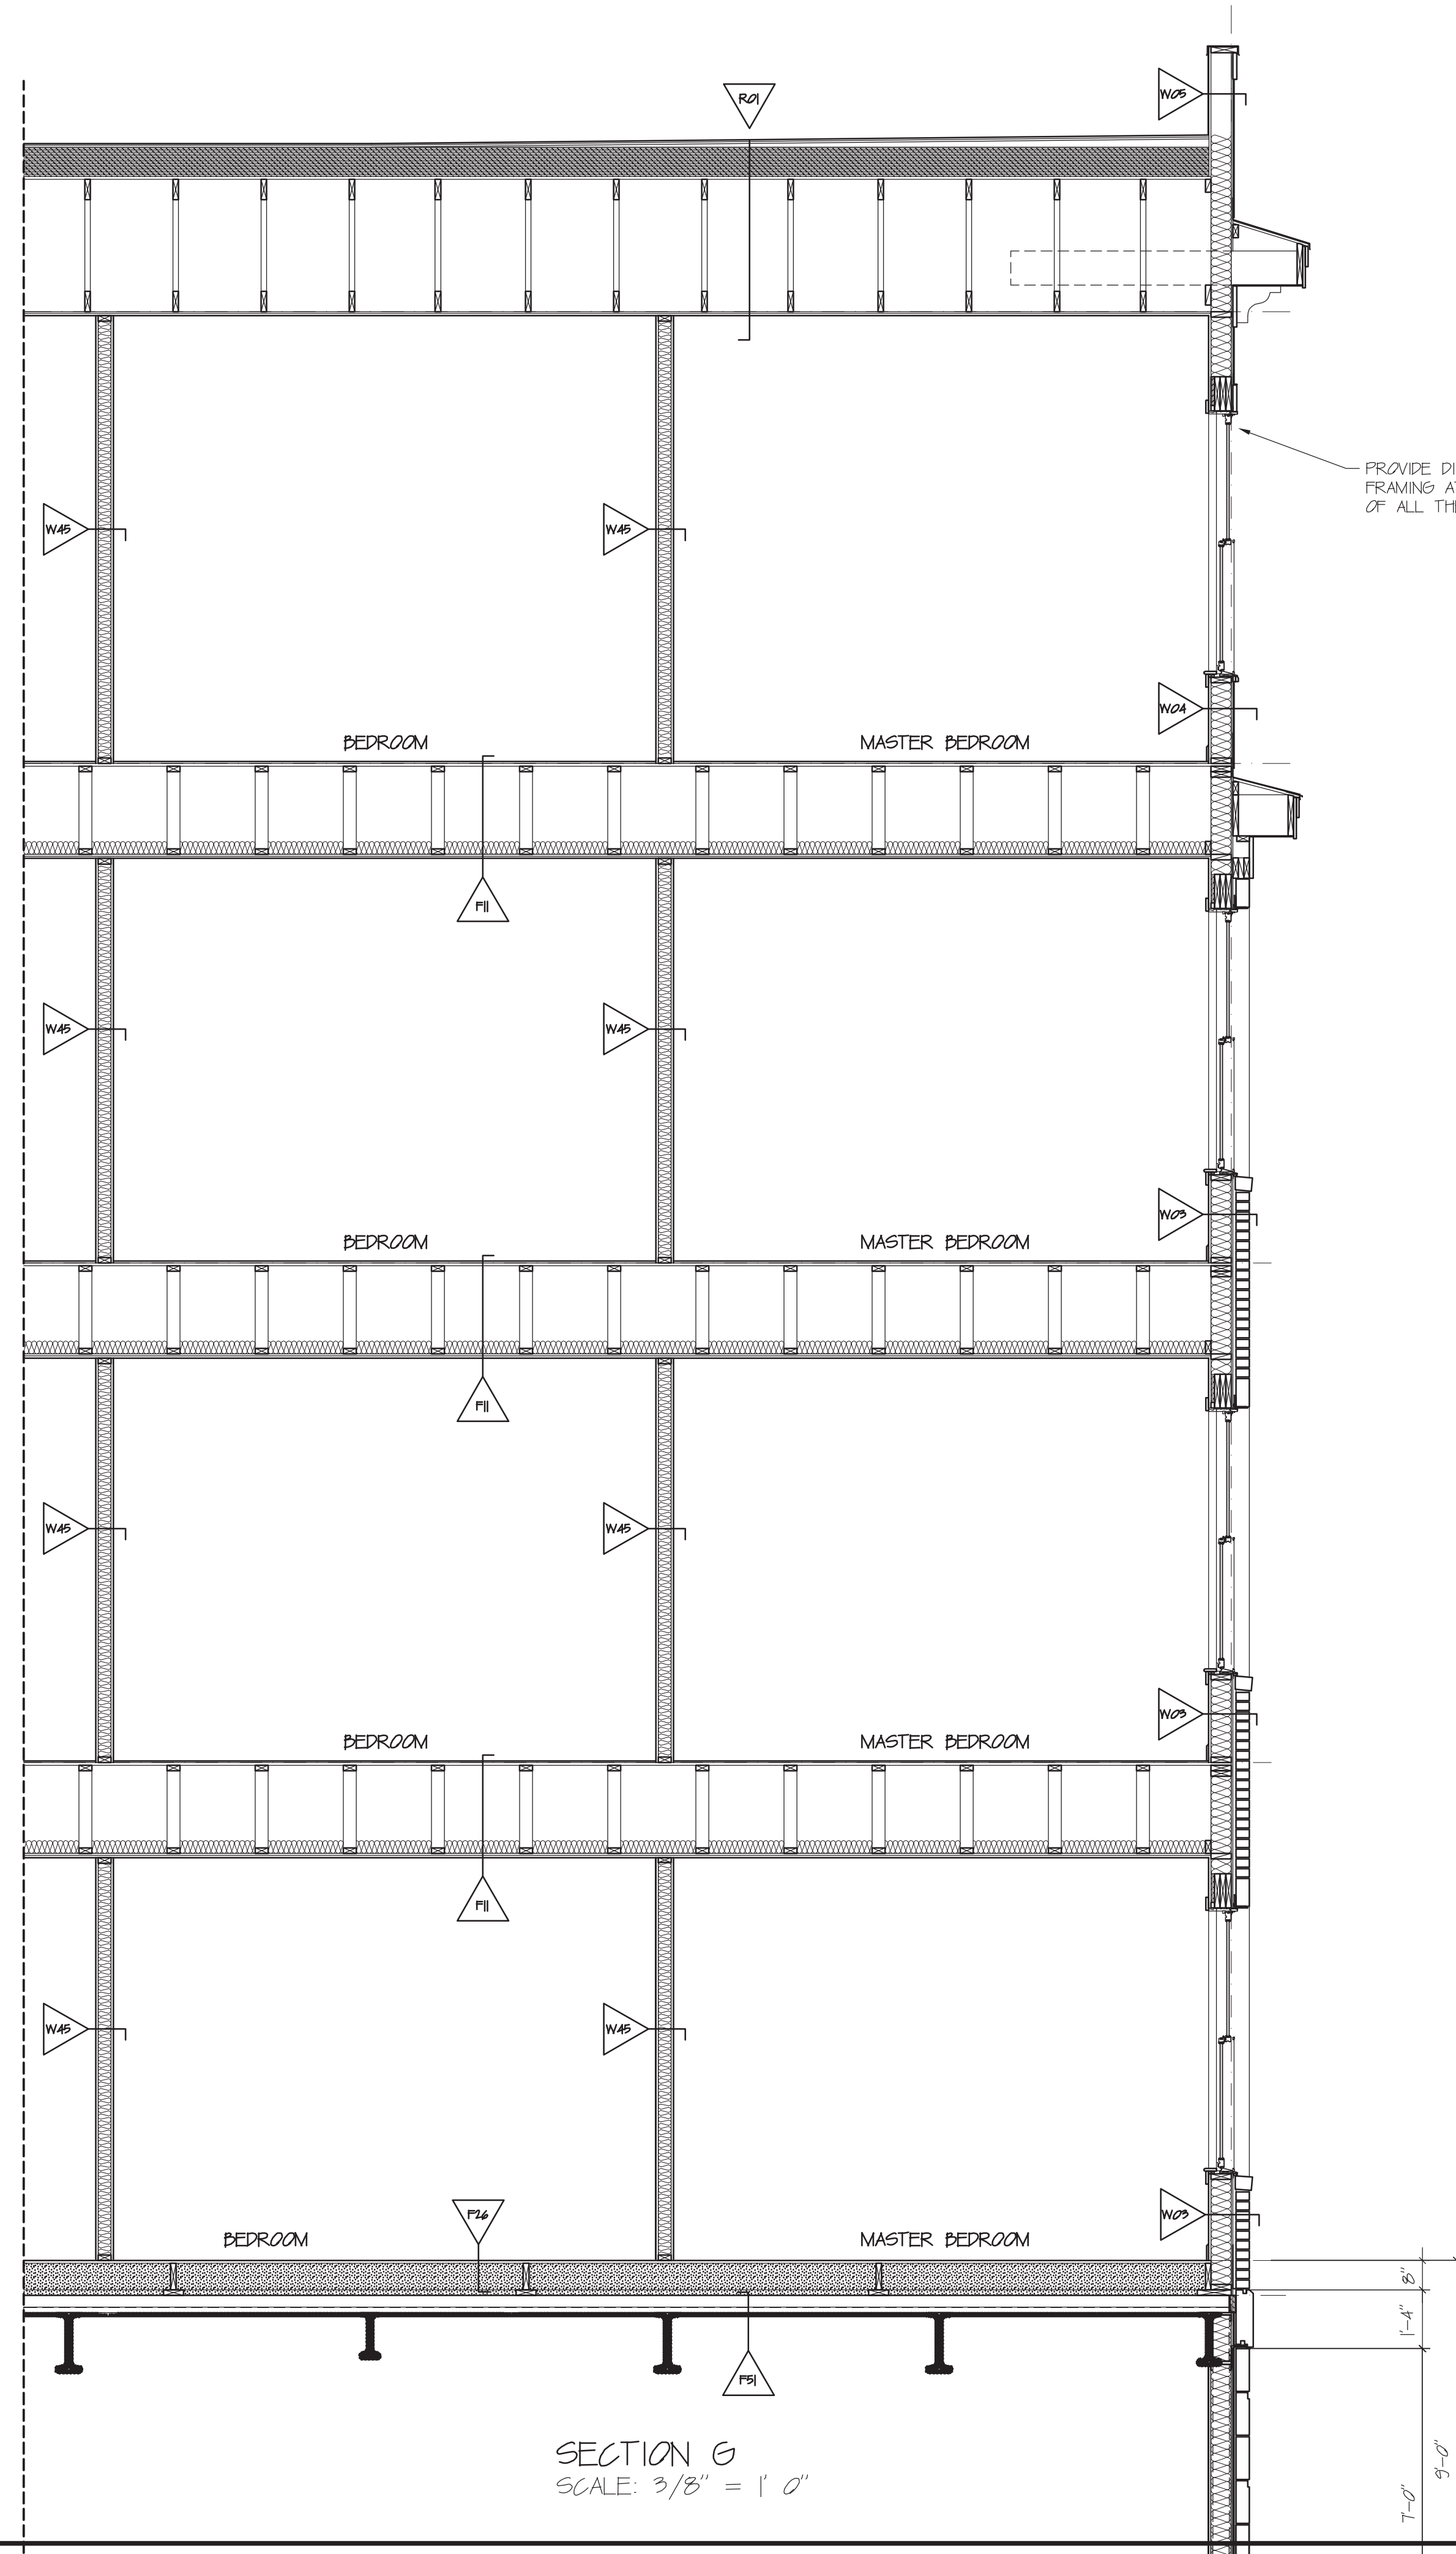 R01
W05
PROVIDE DI
FRAMING AT
OF ALL THE
W45
W45
W04
BEDROOM
MASTER BEDROOM
F11
W45
W45
W03
BEDROOM
MASTER BEDROOM
F11
W45
W45
W03
BEDROOM
MASTER BEDROOM
F11
W45
W45
F26
W03
BEDROOM
MASTER BEDROOM
8"
1'-4"
F51
SECTION G
SCALE: 3/8" = 1' 0"
9'-0"
7'-0"